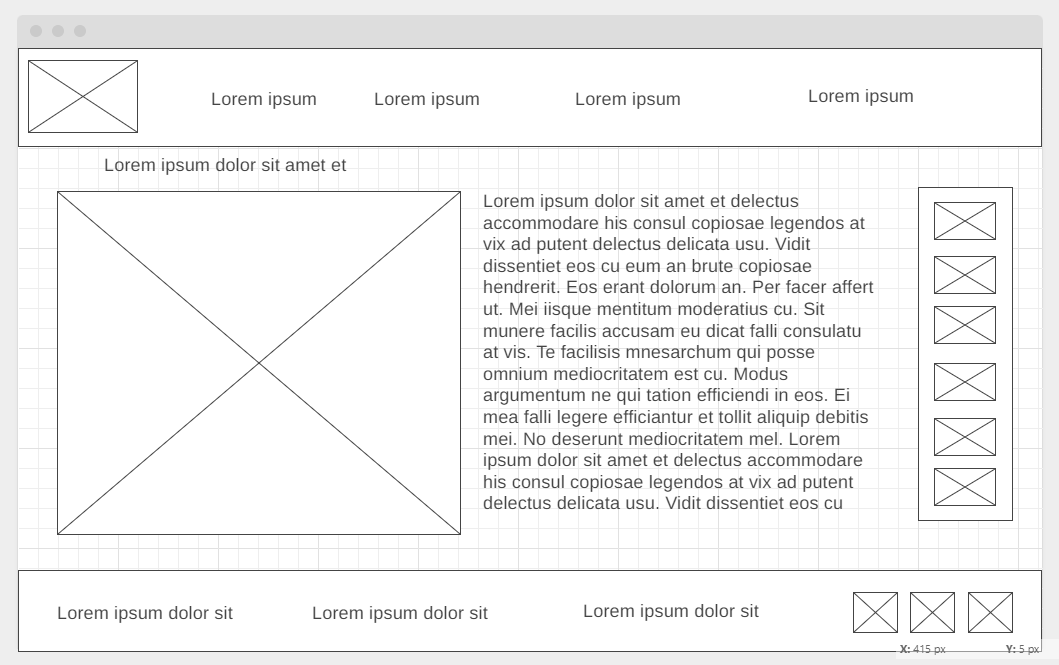 Lorem ipsum
Lorem ipsum
Lorem ipsum
Lorem ipsum
Lorem ipsum dolor sit amet et
Lorem ipsum dolor sit amet et delectus
accommodare his consul copiosae legendos at
vix ad putent delectus delicata usu. Vidit
dissentiet eos cu eum an brute copiosae
hendrerit. Eos erant dolorum an. Per facer affert
ut. Mei iisque mentitum moderatius cu. Sit
munere facilis accusam eu dicat falli consulatu
at vis. Te facilisis mnesarchum qui posse
omnium mediocritatem est cu. Modus
argumentum ne qui tation efficiendi in eos. Ei
mea falli legere efficiantur et tollit aliquip debitis
mei. No deserunt mediocritatem mel. Lorem
ipsum dolor sit amet et delectus accommodare
his consul copiosae legendos at vix ad putent
delectus delicata usu. Vidit dissentiet eos cu
Lorem ipsum dolor sit
Lorem ipsum dolor sit
Lorem ipsum dolor sit
X: 415 px
Y: 5 px